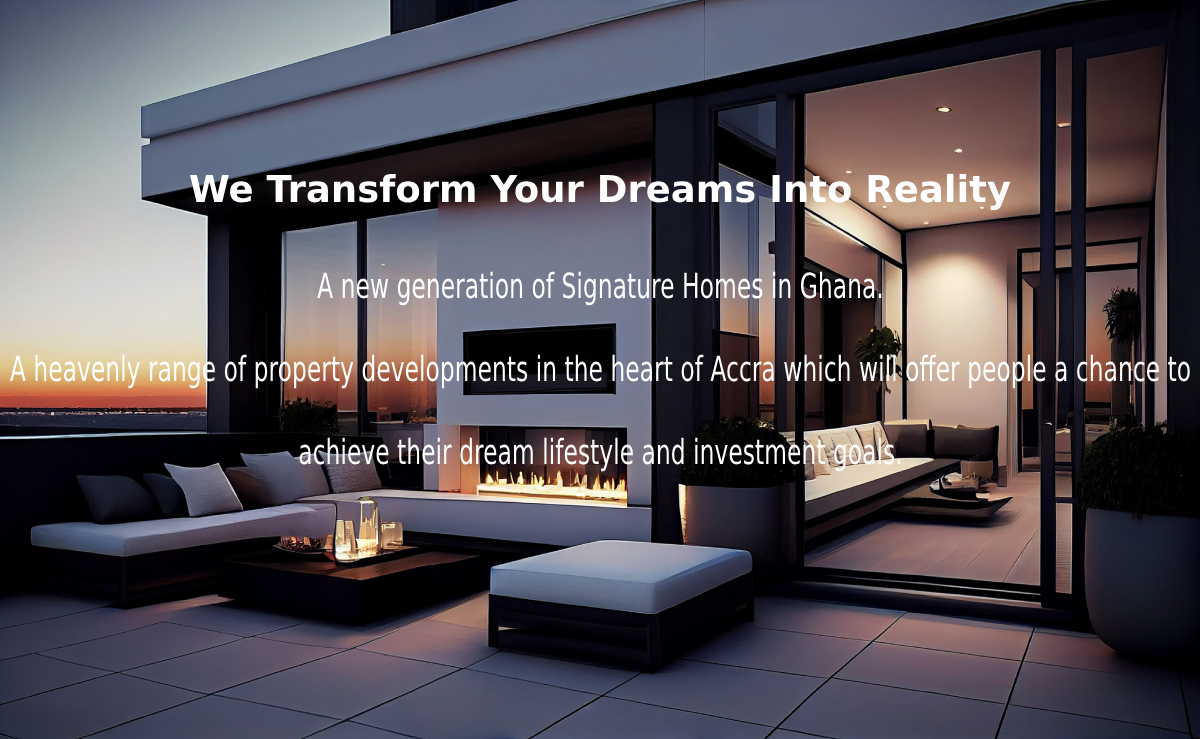 We Transform Your Dreams Into Reality
A new generation of Signature Homes in Ghana.
A heavenly range of property developments in the heart of Accra which will offer people a chance to
achieve their dream lifestyle and investment goals.